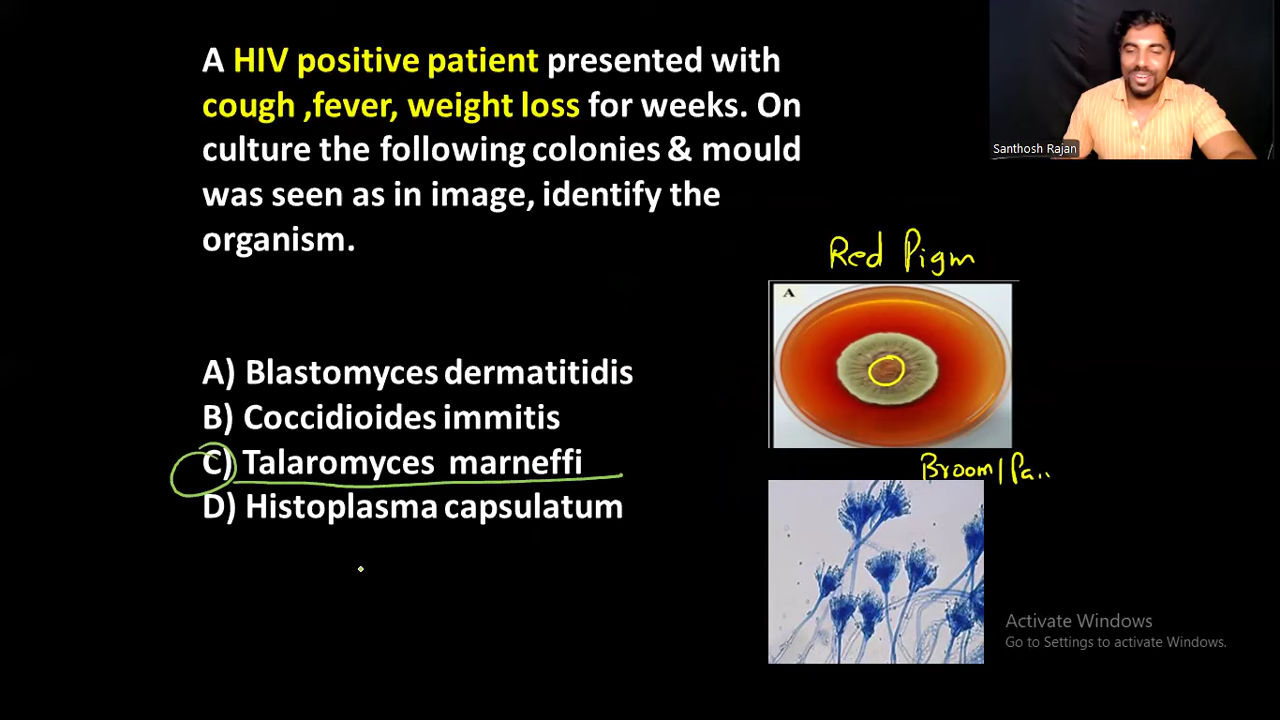 A HIV positive patient presented with
cough ,fever, weight loss for weeks. On
culture the following colonies & mould
was seen as in image, identify the
organism.
Santhosh Rajan
Red Pigm
A
A) Blastomyces dermatitidis
B) Coccidioides immitis
C) Talaromyces marneffi
D) Histoplasma capsulatum
Broom/Pai
Activate Windows
Go to Settings to activate Windows.